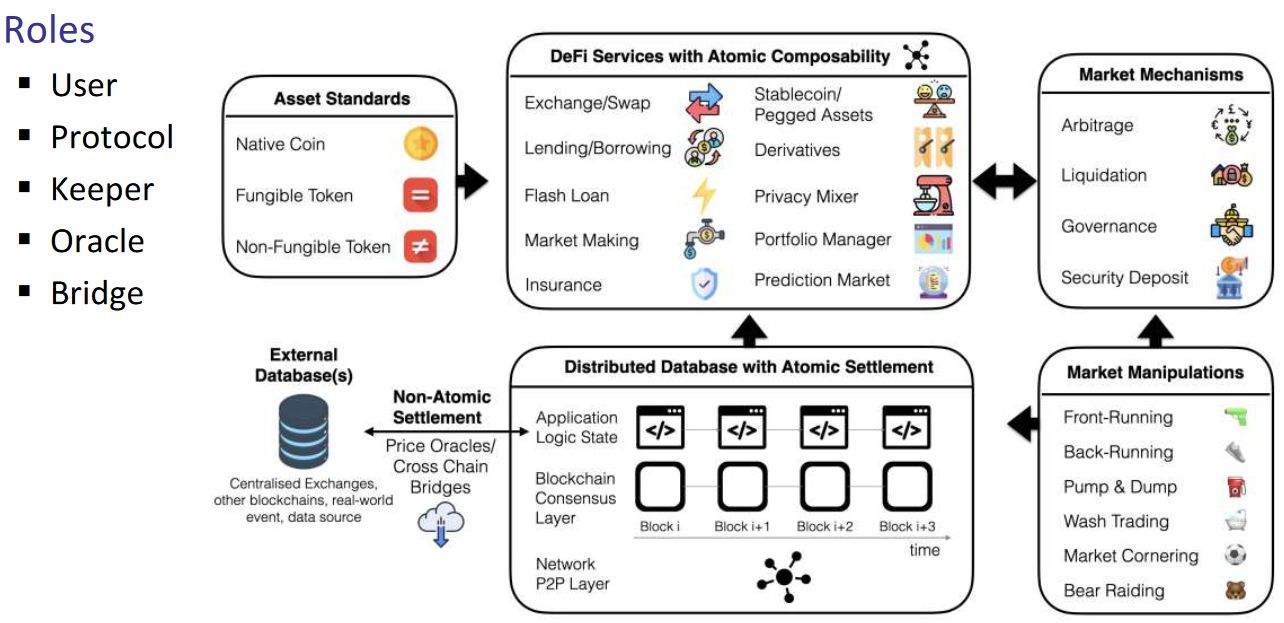 Roles
▪ User
▪ Protocol
▪ Keeper
▪ Oracle
▪ Bridge
Asset Standards
Native Coin
Fungible Token
Non-Fungible Token
DeFi Services with Atomic Composability
Exchange/Swap
Lending/Borrowing
Flash Loan
Market Making
Insurance
Stablecoin/
Pegged Assets
Derivatives
Privacy Mixer
Portfolio Manager
Prediction Market
Market Mechanisms
Arbitrage
Liquidation
Governance
Security Deposit
External
Database(s)
Centralised Exchanges,
other blockchains, real-world
event, data source
Non-Atomic
Settlement
Price Oracles/
Cross Chain
Bridges
Distributed Database with Atomic Settlement
Application
Logic State
</> </> </> </>
Blockchain
Consensus
Layer
Block i Block i+1 Block i+2 Block i+3
time
Network
P2P Layer
Market Manipulations
Front-Running
Back-Running
Pump & Dump
Wash Trading
Market Cornering
Bear Raiding